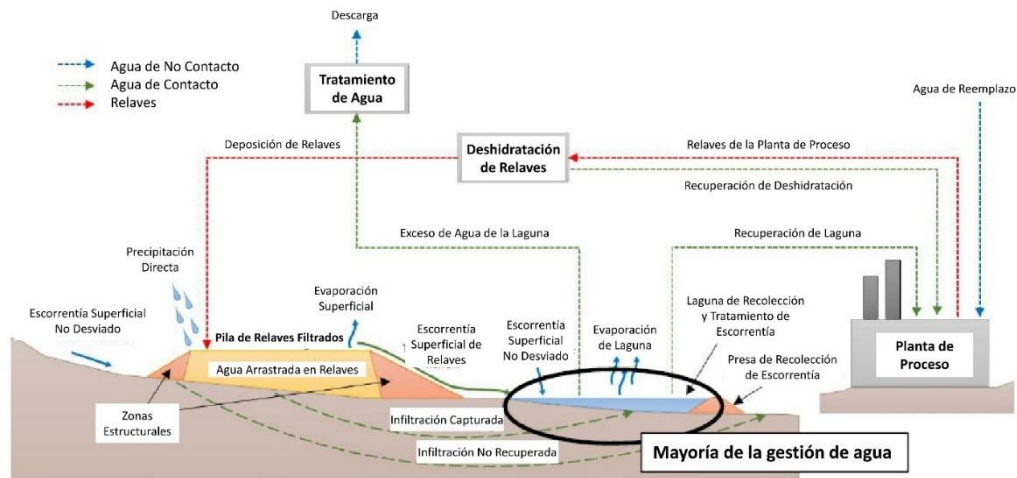 Descarga
Agua de No Contacto
Agua de Contacto
Relaves
Tratamiento
de Agua
Agua de Reemplazo
Deposición de Relaves
Deshidratación
de Relaves
Relaves de la Planta de Proceso
Recuperación de Deshidratación
Exceso de Agua de la Laguna
Recuperación de Laguna
Precipitación
Directa
Evaporación
Superficial
Escorrentía Superficial
No Desviado
Pila de Relaves Filtrados
Agua Arrastrada en Relaves
Escorrentía
Superficial de
Relaves
Escorrentía
Superficial
No Desviado
Evaporación
de Laguna
Laguna de Recolección
y Tratamiento de
Escorrentía
Presa de Recolección
de Escorrentía
Planta de
Proceso
Zonas
Estructurales
Infiltración Capturada
Infiltración No Recuperada
Mayoría de la gestión de agua